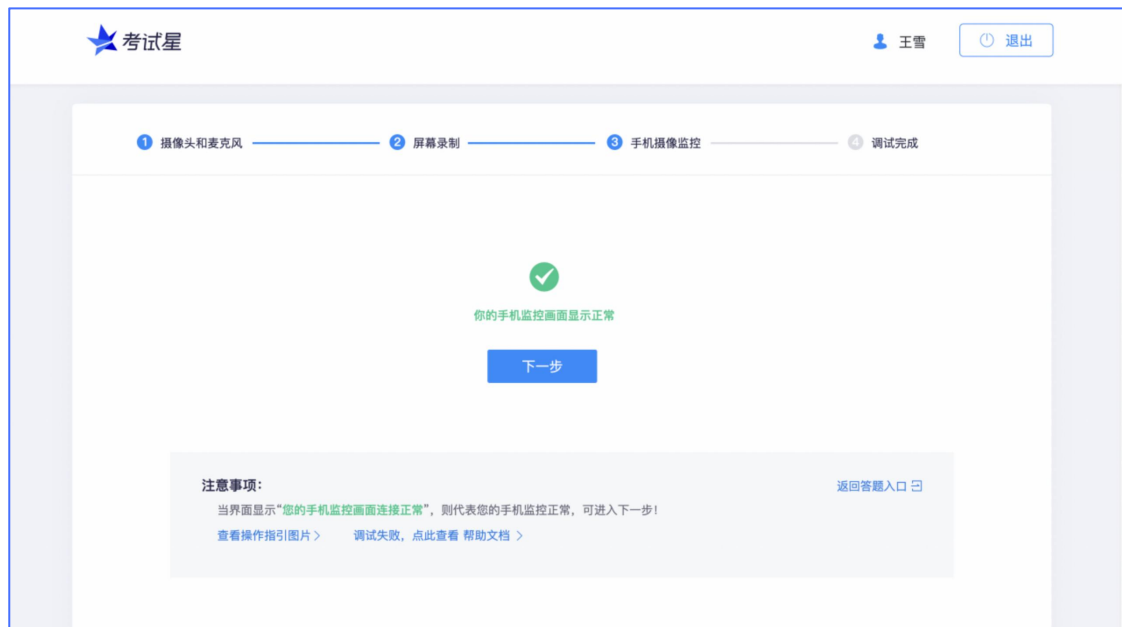 考试星
王雪
退出
1 摄像头和麦克风 2 屏幕录制 3 手机摄像监控 4 调试完成
你的手机监控画面显示正常
下一步
注意事项：
返回答题入口
当界面显示“您的手机监控画面连接正常”，则代表您的手机监控正常，可进入下一步！
查看操作指引图片 > 调试失败，点此查看 帮助文档 >